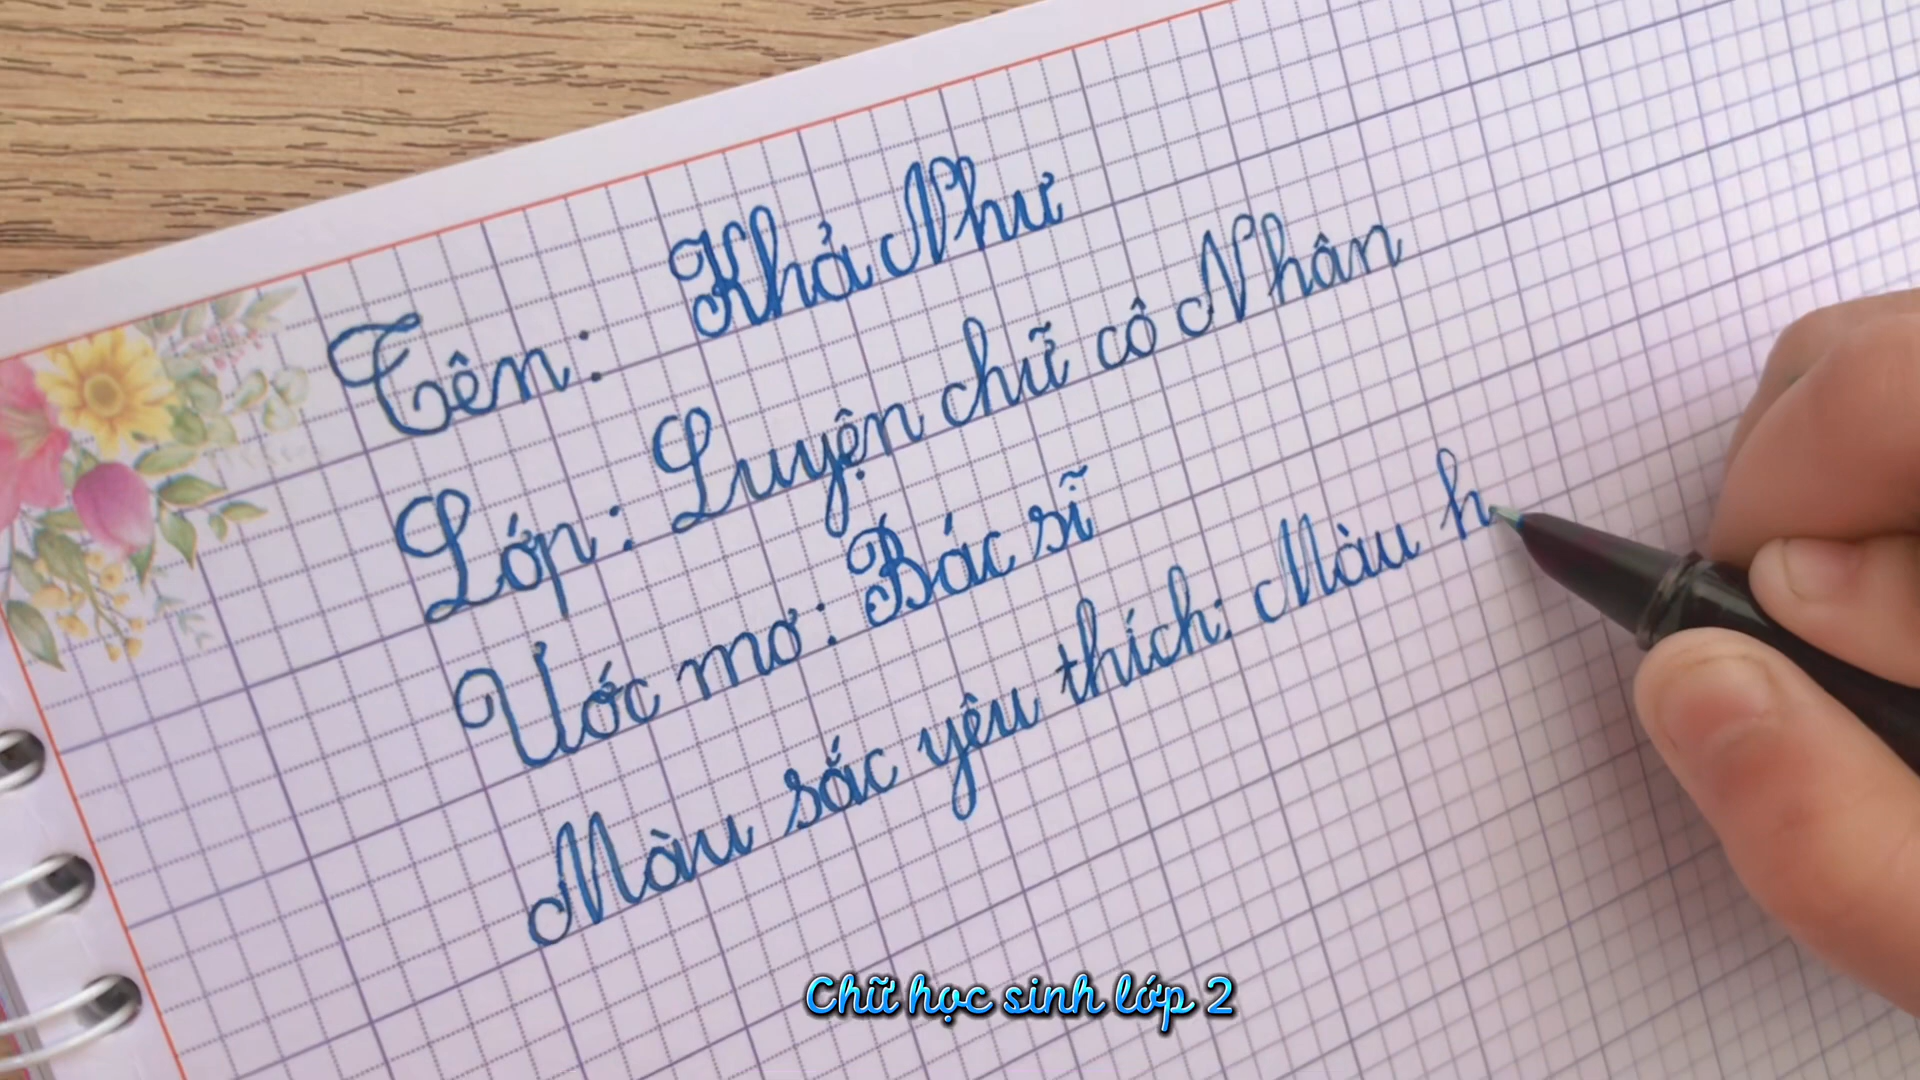 Tên: Khả Như
Lớp: Luyện chữ cô Nhân
Ước mơ: Bác sĩ
Màu sắc yêu thích: Màu h
Chữ học sinh lớp 2